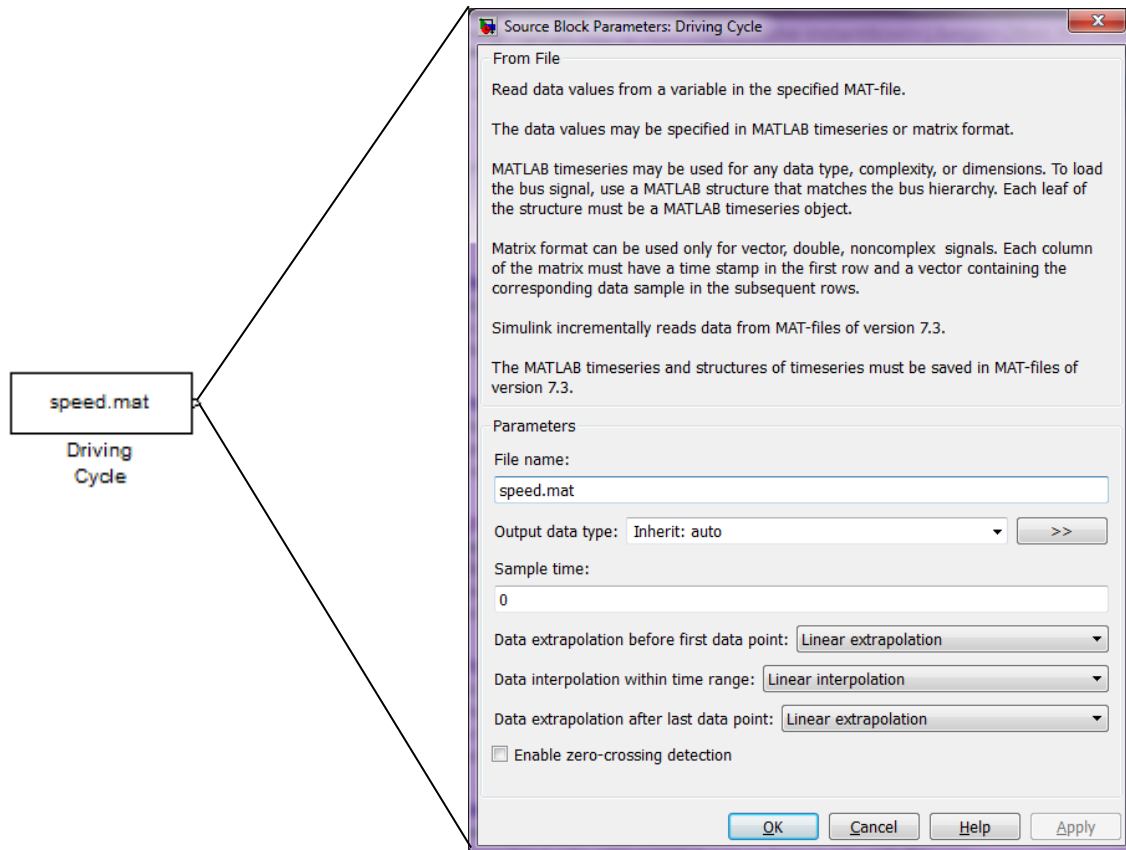 speed.mat
Driving
Cycle
Source Block Parameters: Driving Cycle
From File
Read data values from a variable in the specified MAT-file.
The data values may be specified in MATLAB timeseries or matrix format.
MATLAB timeseries may be used for any data type, complexity, or dimensions. To load
the bus signal, use a MATLAB structure that matches the bus hierarchy. Each leaf of
the structure must be a MATLAB timeseries object.
Matrix format can be used only for vector, double, noncomplex signals. Each column
of the matrix must have a time stamp in the first row and a vector containing the
corresponding data sample in the subsequent rows.
Simulink incrementally reads data from MAT-files of version 7.3.
The MATLAB timeseries and structures of timeseries must be saved in MAT-files of
version 7.3.
Parameters
File name:
speed.mat
Output data type: Inherit: auto >>
Sample time:
0
Data extrapolation before first data point: Linear extrapolation
Data interpolation within time range: Linear interpolation
Data extrapolation after last data point: Linear extrapolation
Enable zero-crossing detection
OK Cancel Help Apply